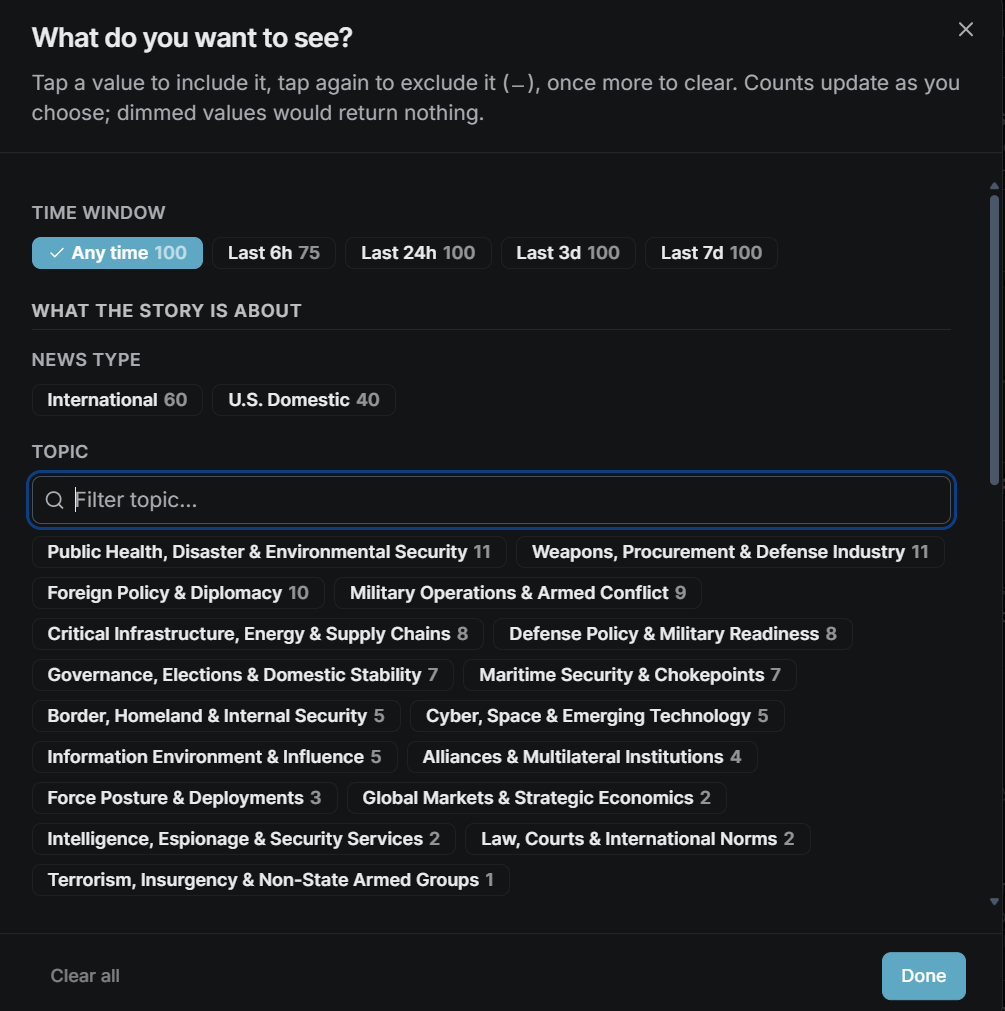 What do you want to see?
Tap a value to include it, tap again to exclude it (–), once more to clear. Counts update as you
choose; dimmed values would return nothing.
TIME WINDOW
Any time 100 Last 6h 75 Last 24h 100 Last 3d 100 Last 7d 100
WHAT THE STORY IS ABOUT
NEWS TYPE
International 60 U.S. Domestic 40
TOPIC
Filter topic...
Public Health, Disaster & Environmental Security 11 Weapons, Procurement & Defense Industry 11
Foreign Policy & Diplomacy 10 Military Operations & Armed Conflict 9
Critical Infrastructure, Energy & Supply Chains 8 Defense Policy & Military Readiness 8
Governance, Elections & Domestic Stability 7 Maritime Security & Chokepoints 7
Border, Homeland & Internal Security 5 Cyber, Space & Emerging Technology 5
Information Environment & Influence 5 Alliances & Multilateral Institutions 4
Force Posture & Deployments 3 Global Markets & Strategic Economics 2
Intelligence, Espionage & Security Services 2 Law, Courts & International Norms 2
Terrorism, Insurgency & Non-State Armed Groups 1
Clear all Done